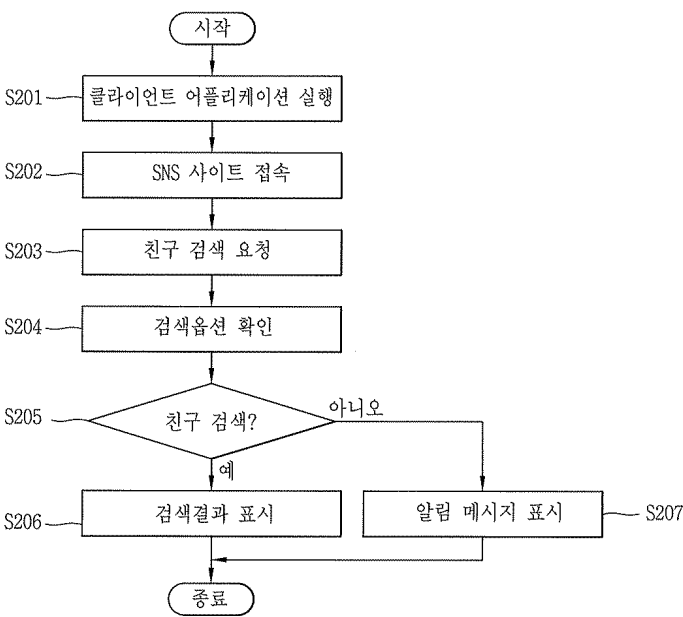 시작
S201
클라이언트 어플리케이션 실행
S202
SNS 사이트 접속
S203
친구 검색 요청
S204
검색옵션 확인
S205
친구 검색?
아니오
예
S206
검색결과 표시
알림 메시지 표시
S207
종료